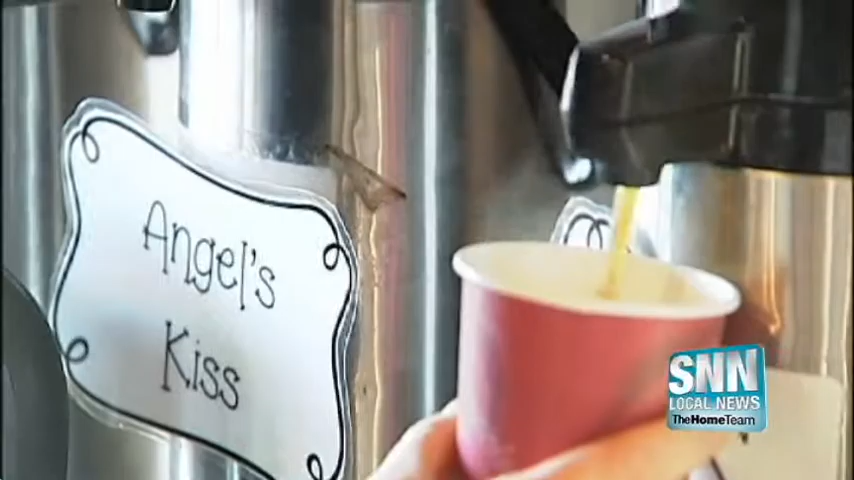 Angel's
Kiss
SNN
LOCAL NEWS
TheHomeTeam